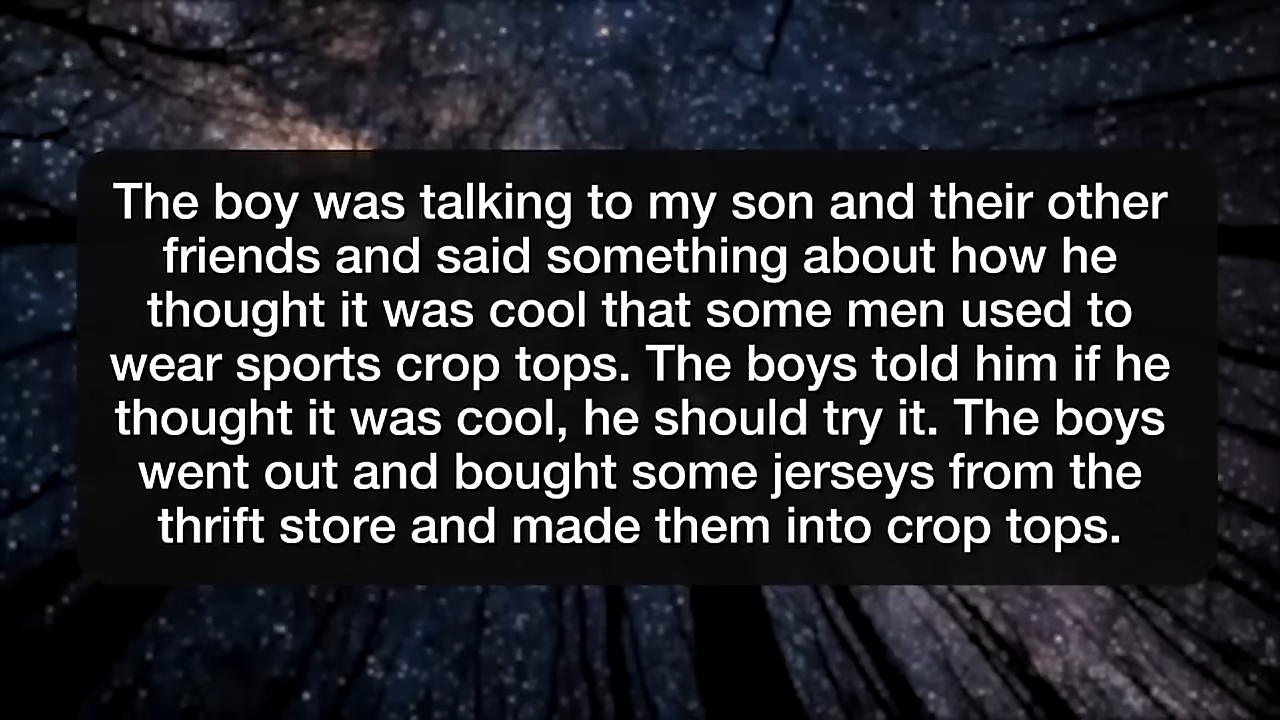 The boy was talking to my son and their other
friends and said something about how he
thought it was cool that some men used to
wear sports crop tops. The boys told him if he
thought it was cool, he should try it. The boys
went out and bought some jerseys from the
thrift store and made them into crop tops.